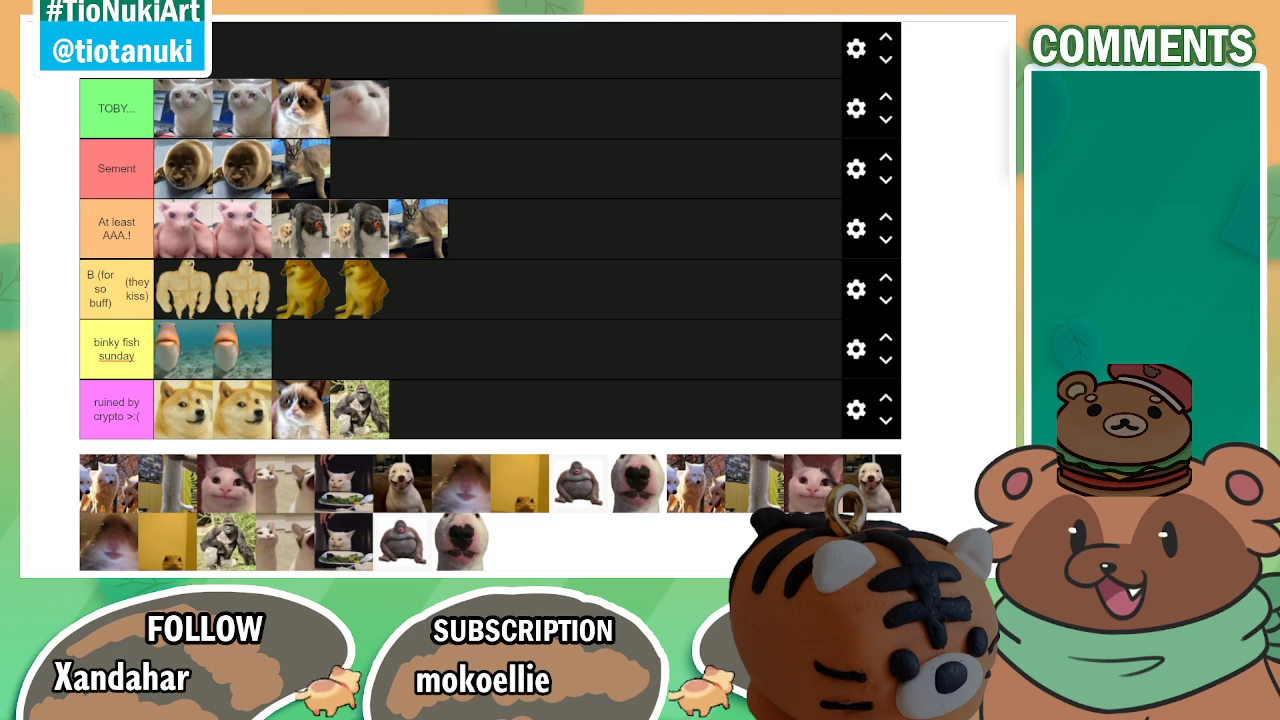 #TioNukiArt
@tiotanuki
COMMENTS
TOBY...
Sement
At least
AAA.!
B (for
so
buff)
(they
kiss)
binky fish
sunday
ruined by
crypto >:(
FOLLOW
Xandahar
SUBSCRIPTION
mokoellie